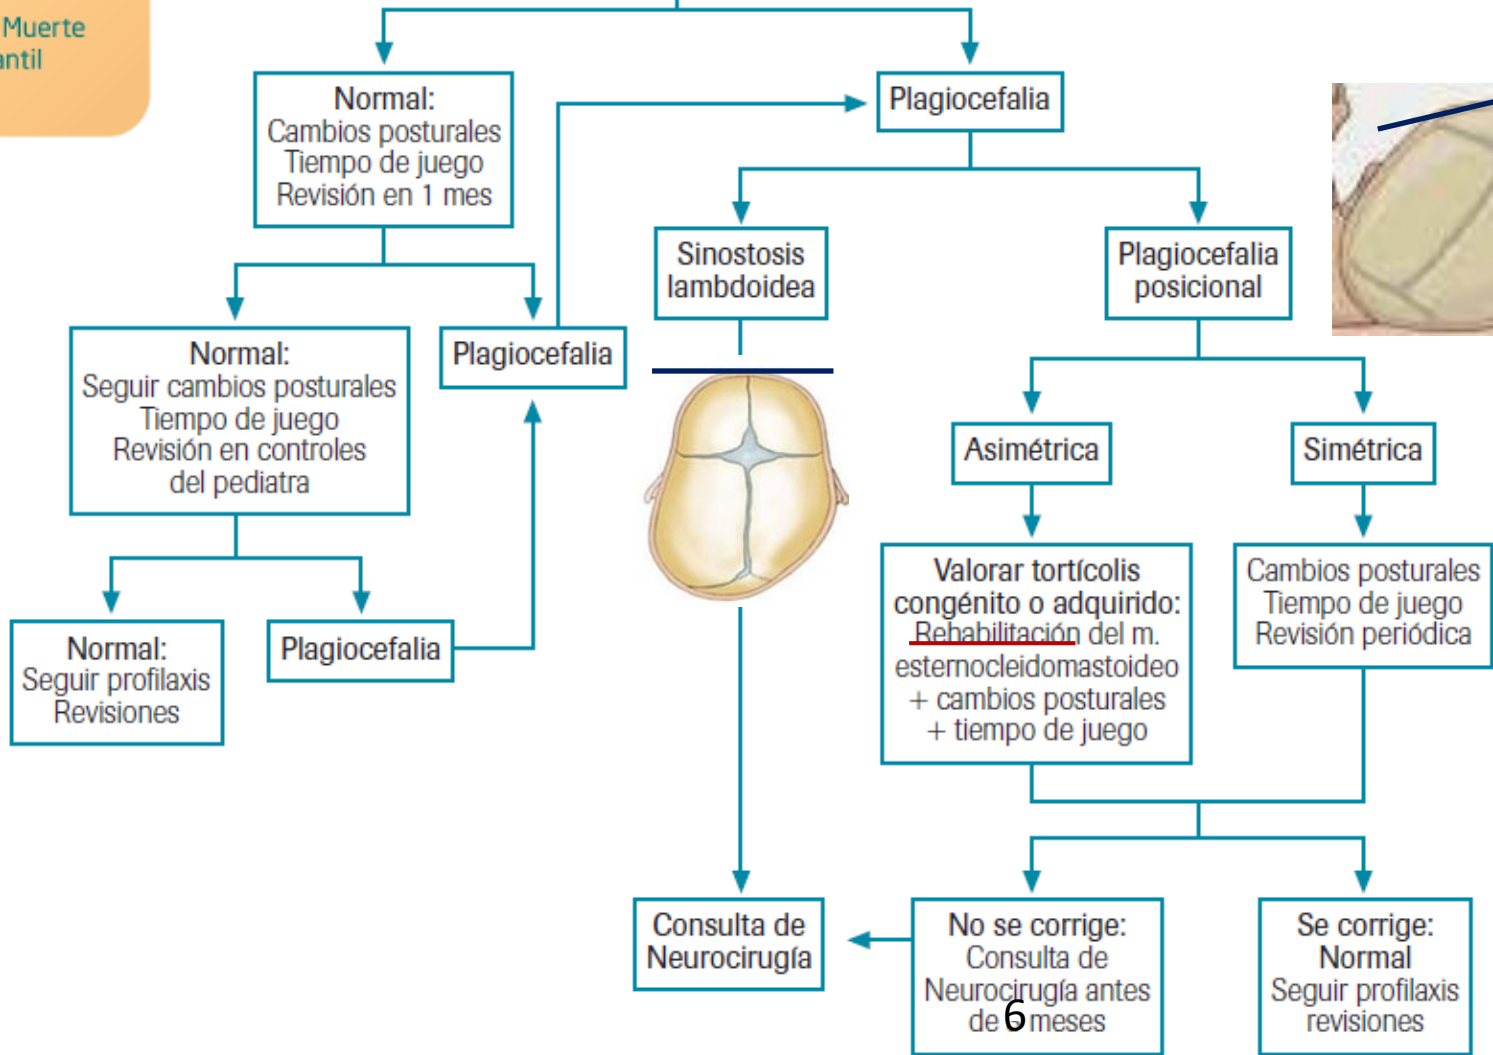 Muerte
antil
Normal:
Cambios posturales
Tiempo de juego
Revisión en 1 mes
Plagiocefalia
Sinostosis
lambdoidea
Plagiocefalia
posicional
Normal:
Seguir cambios posturales
Tiempo de juego
Revisión en controles
del pediatra
Plagiocefalia
Asimétrica
Simétrica
Valorar tortícolis
congénito o adquirido:
Rehabilitación del m.
esternocleidomastoideo
+ cambios posturales
+ tiempo de juego
Cambios posturales
Tiempo de juego
Revisión periódica
Normal:
Seguir profilaxis
Revisiones
Plagiocefalia
Consulta de
Neurocirugía
No se corrige:
Consulta de
Neurocirugía antes
de 6 meses
Se corrige:
Normal
Seguir profilaxis
revisiones